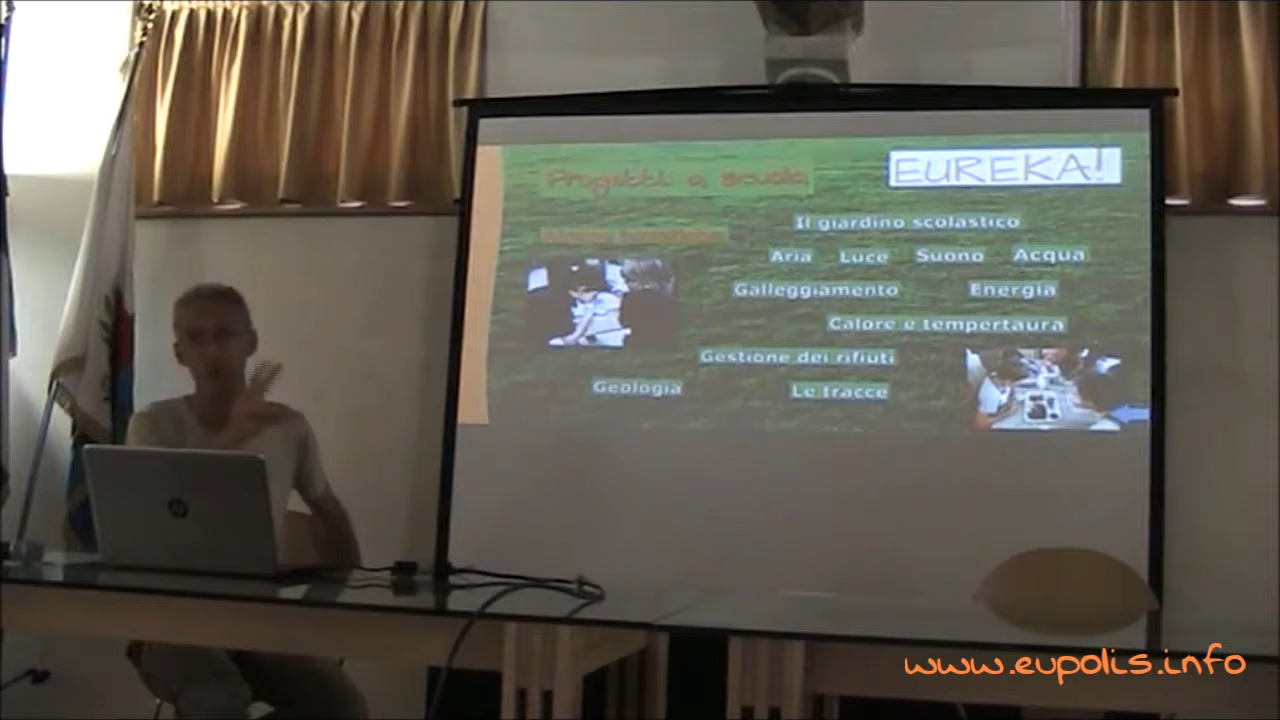 EUREKA!
Progetti a scuola
Il giardino scolastico
Aria Luce Suono Acqua
Galleggiamento Energia
Calore e tempertaura
Gestione dei rifiuti
Geologia Le tracce
hp
www.eupolis.info